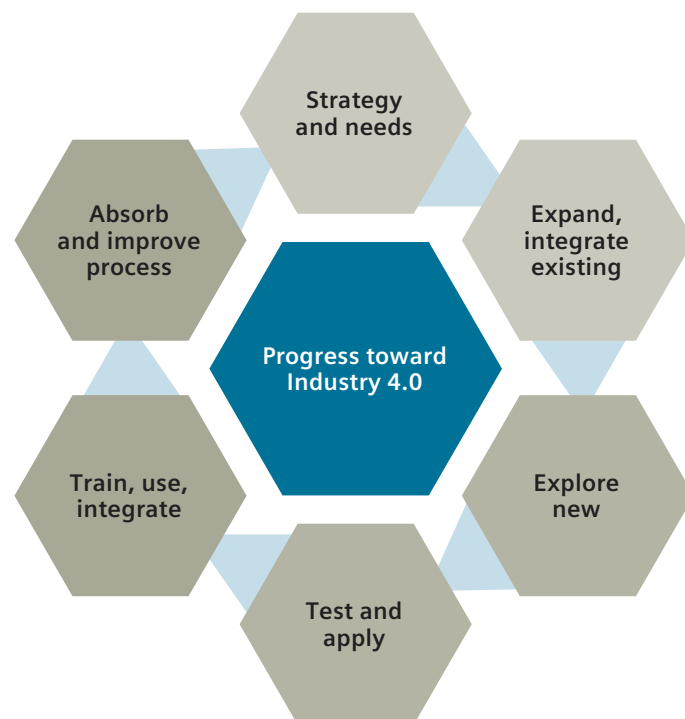 Strategy
and needs
Expand,
integrate
existing
Explore
new
Test and
apply
Train, use,
integrate
Absorb
and improve
process
Progress toward
Industry 4.0